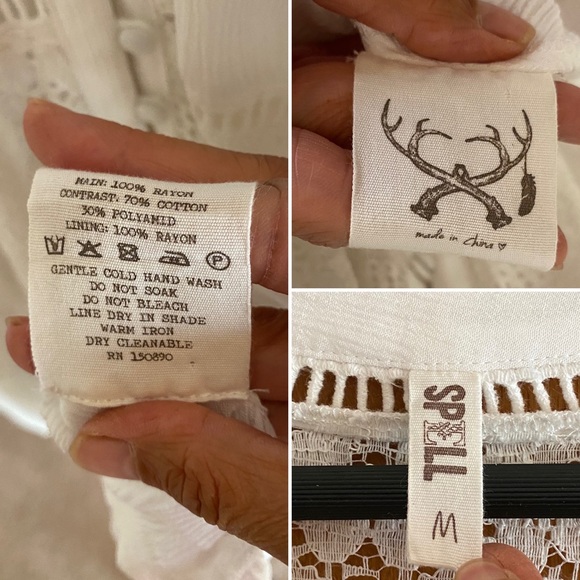 MAIN: 100% RAYON
CONTRAST: 70% COTTON
30% POLYAMID
LINING: 100% RAYON
P
GENTLE COLD HAND WASH
DO NOT SOAK
DO NOT BLEACH
LINE DRY IN SHADE
WARM IRON
DRY CLEANABLE
RN 150890
made in china ♥
SPELL
M